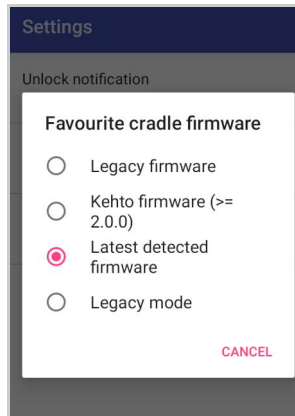 Settings
Unlock notification
Favourite cradle firmware
Legacy firmware
Kehto firmware (>=
2.0.0)
Latest detected
firmware
Legacy mode
CANCEL